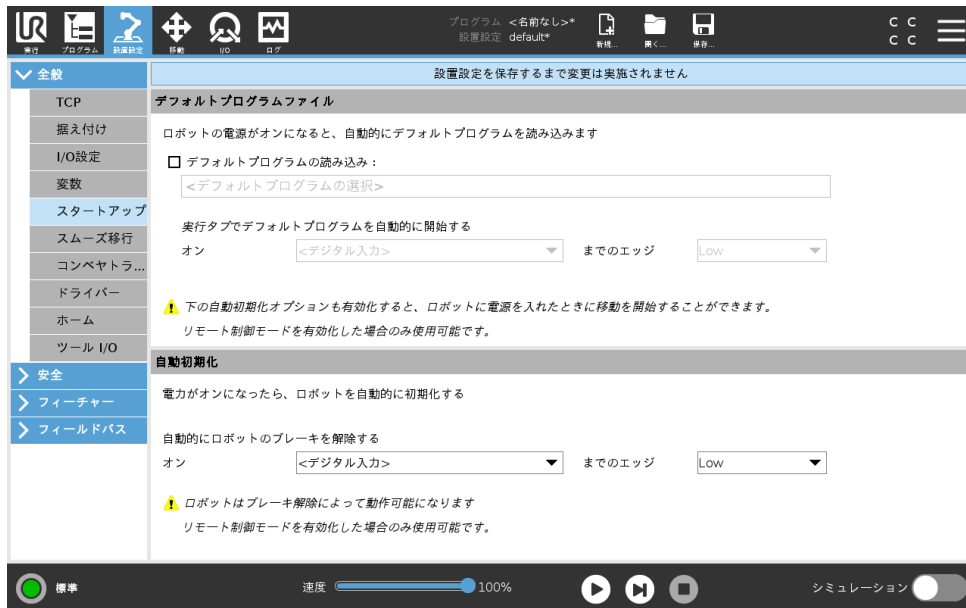 プログラム <名前なし>*
設置設定 default*
実行 プログラム 設置設定 移動 I/O ログ
新規... 開く... 保存...
C C
C C
全般
設置設定を保存するまで変更は実施されません
TCP
据え付け
I/O設定
変数
スタートアップ
スムーズ移行
コンベヤトラ...
ドライバー
ホーム
ツール I/O
安全
フィーチャー
フィールドバス
デフォルトプログラムファイル
ロボットの電源がオンになると、自動的にデフォルトプログラムを読み込みます
デフォルトプログラムの読み込み：
<デフォルトプログラムの選択>
実行タブでデフォルトプログラムを自動的に開始する
オン <デジタル入力> までのエッジ Low
下の自動初期化オプションも有効化すると、ロボットに電源を入れたときに移動を開始することができます。
リモート制御モードを有効化した場合のみ使用可能です。
自動初期化
電力がオンになったら、ロボットを自動的に初期化する
自動的にロボットのブレーキを解除する
オン <デジタル入力> までのエッジ Low
ロボットはブレーキ解除によって動作可能になります
リモート制御モードを有効化した場合のみ使用可能です。
標準 速度 100% シミュレーション